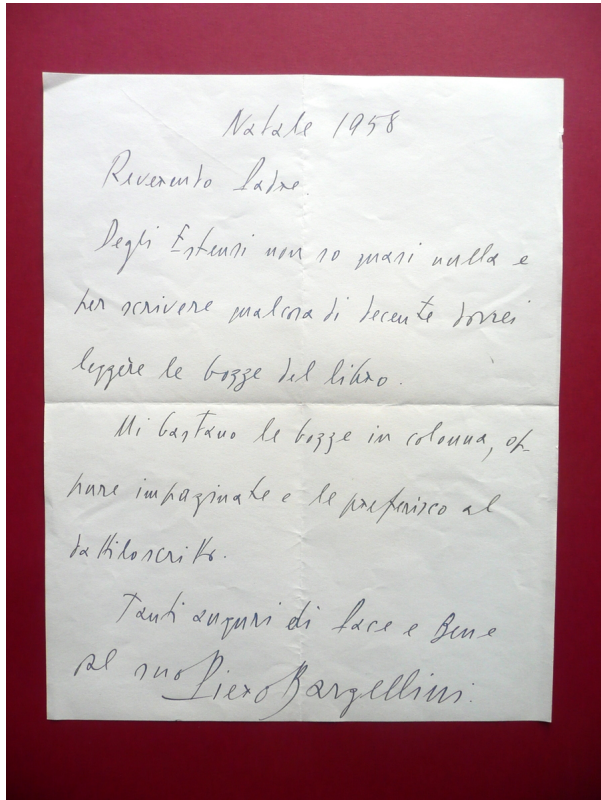 Natale 1958
Reverendo Padre.
Degli Estensi non so quasi nulla e
per scrivere qualcosa di decente dovrei
leggere le bozze del libro.
Mi bastano le bozze in colonna, op-
pure impaginate e le preferisco al
dattiloscritto.
Tanti auguri di Pace e Bene
dal suo Piero Bargellini.